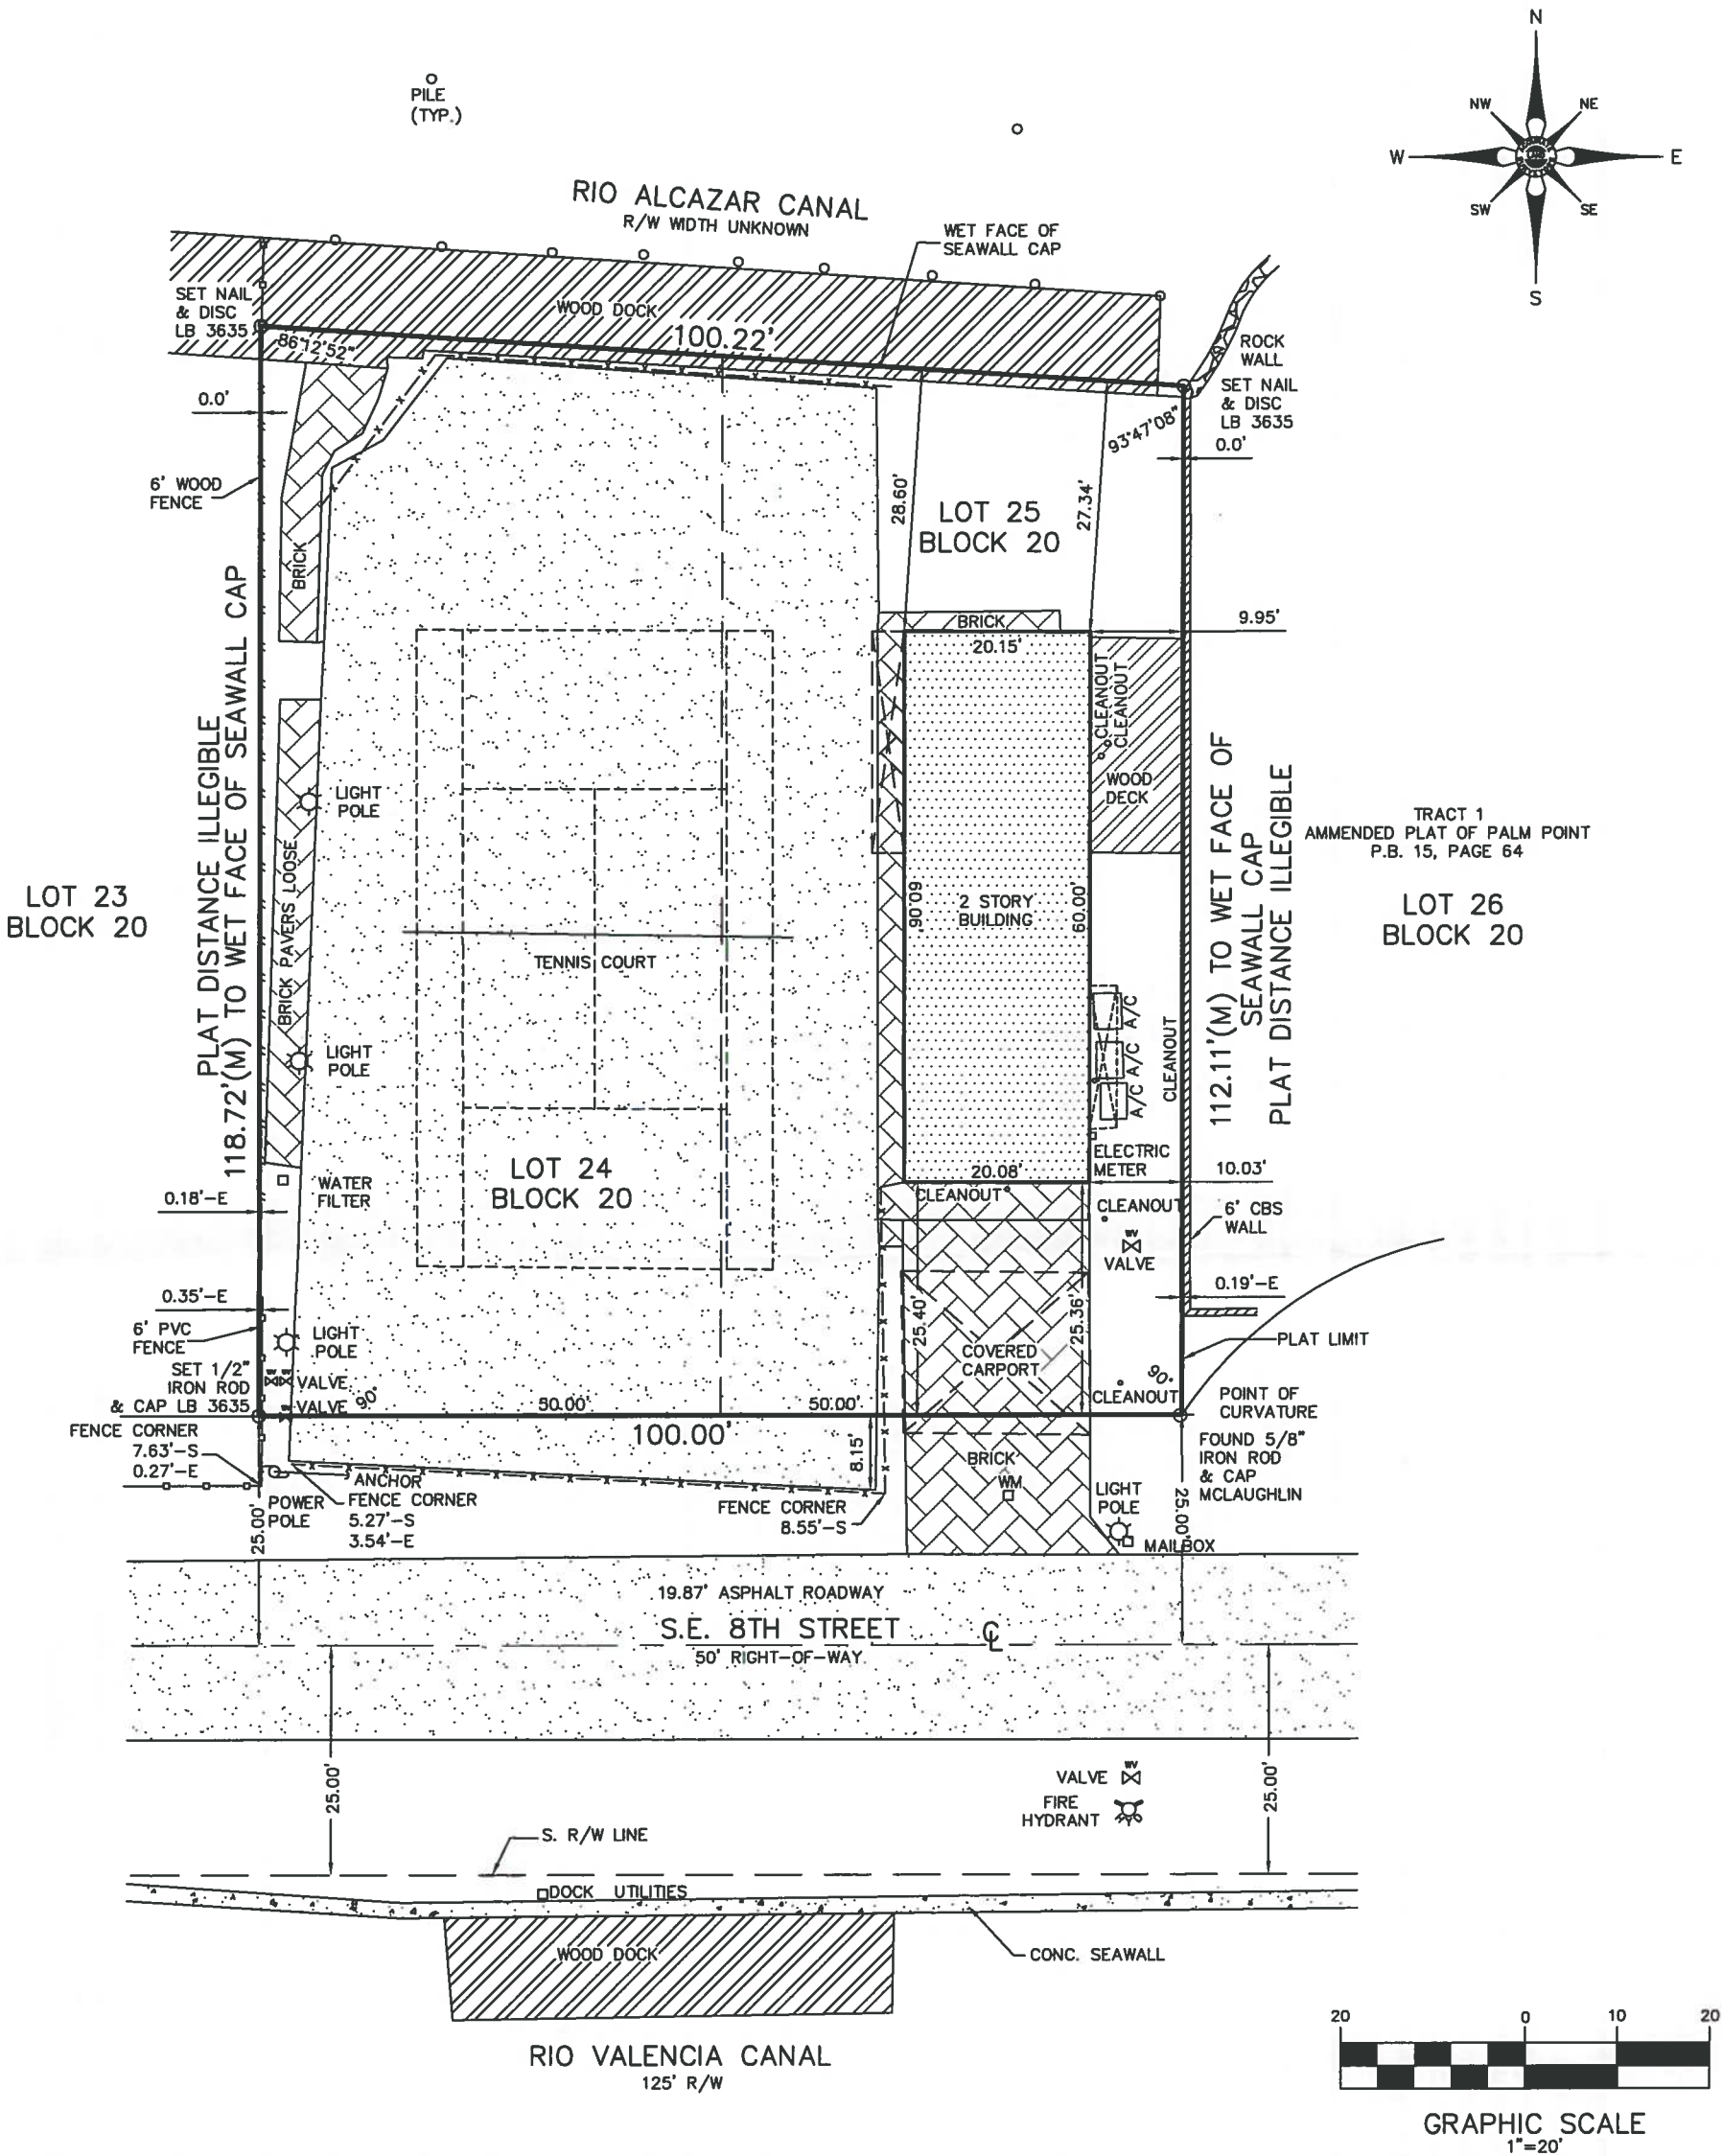 N
NW
NE
W
E
SW
SE
S
PILE
(TYP.)
RIO ALCAZAR CANAL
R/W WIDTH UNKNOWN
WET FACE OF
SEAWALL CAP
SET NAIL
& DISC
LB 3635
WOOD DOCK
100.22'
86°12'52"
ROCK
WALL
SET NAIL
& DISC
LB 3635
93°47'08"
0.0'
0.0'
6' WOOD
FENCE
BRICK
28.60'
27.34'
LOT 25
BLOCK 20
BRICK
20.15'
9.95'
CLEANOUT
CLEANOUT
WOOD
DECK
PLAT DISTANCE ILLEGIBLE
118.72'(M) TO WET FACE OF SEAWALL CAP
LIGHT
POLE
BRICK PAVERS LOOSE
LOT 23
BLOCK 20
TENNIS COURT
60.09'
2 STORY
BUILDING
60.00'
112.11'(M) TO WET FACE OF
SEAWALL CAP
PLAT DISTANCE ILLEGIBLE
TRACT 1
AMMENDED PLAT OF PALM POINT
P.B. 15, PAGE 64
LOT 26
BLOCK 20
LIGHT
POLE
A/C
A/C
A/C
CLEANOUT
ELECTRIC
METER
LOT 24
BLOCK 20
WATER
FILTER
0.18'-E
20.08'
10.03'
CLEANOUT
CLEANOUT
6' CBS
WALL
WV
VALVE
0.35'-E
0.19'-E
6' PVC
FENCE
LIGHT
POLE
25.40'
25.36'
COVERED
CARPORT
PLAT LIMIT
SET 1/2"
IRON ROD
& CAP LB 3635
VALVE
VALVE
90°
50.00'
50.00'
90°
CLEANOUT
POINT OF
CURVATURE
100.00'
FENCE CORNER
7.63'-S
0.27'-E
8.15'
BRICK
WM
FOUND 5/8"
IRON ROD
& CAP
MCLAUGHLIN
ANCHOR
FENCE CORNER
5.27'-S
3.54'-E
POWER
POLE
FENCE CORNER
8.55'-S
LIGHT
POLE
MAILBOX
25.00'
25.00'
19.87' ASPHALT ROADWAY
S.E. 8TH STREET
CL
50' RIGHT-OF-WAY
25.00'
25.00'
WV
VALVE
FIRE
HYDRANT
S. R/W LINE
DOCK UTILITIES
WOOD DOCK
CONC. SEAWALL
RIO VALENCIA CANAL
125' R/W
20
0
10
20
GRAPHIC SCALE
1"=20'